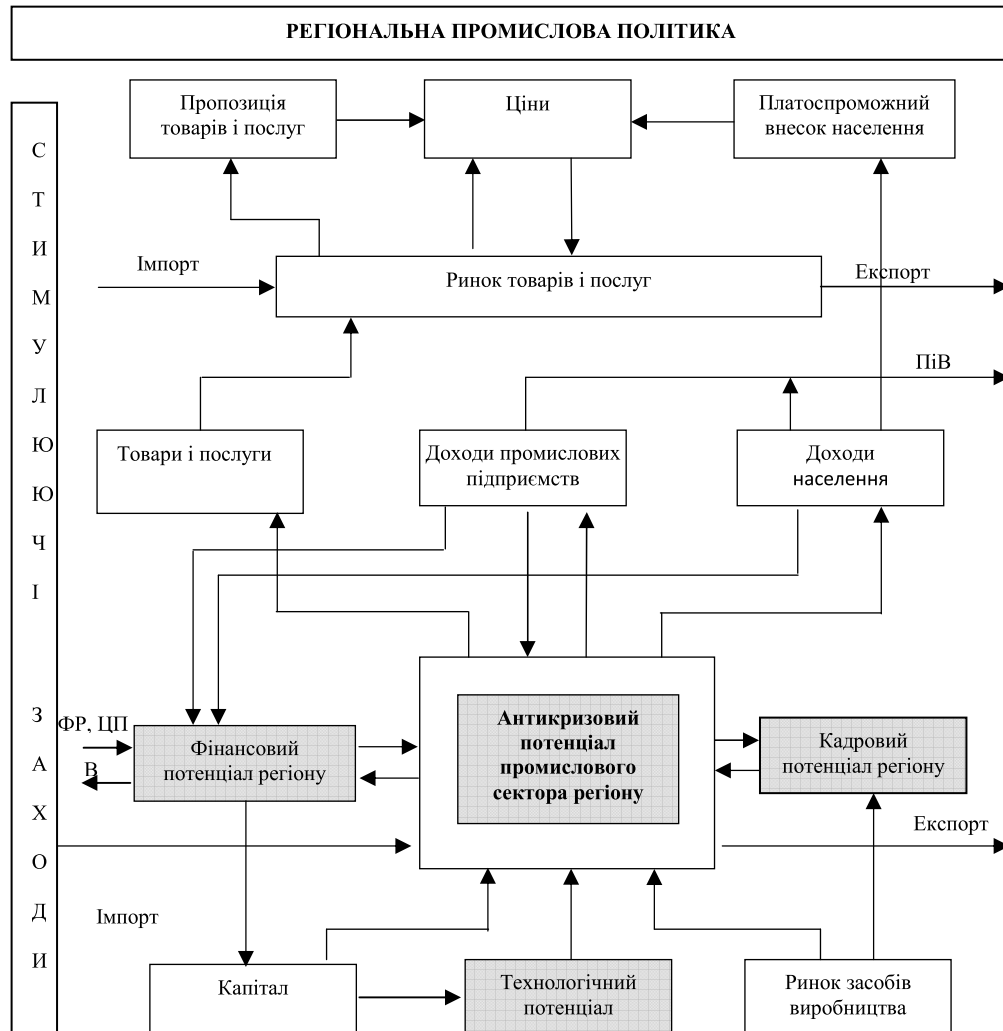 РЕГІОНАЛЬНА ПРОМИСЛОВА ПОЛІТИКА
С
Т
И
М
У
Л
Ю
Ю
Ч
І
З
А
Х
О
Д
И
Пропозиція
товарів і послуг
Ціни
Платоспроможний
внесок населення
Імпорт
Ринок товарів і послуг
Експорт
ПіВ
Товари і послуги
Доходи промислових
підприємств
Доходи
населення
ФР, ЦП
В
Фінансовий
потенціал регіону
Антикризовий
потенціал
промислового
сектора регіону
Кадровий
потенціал регіону
Експорт
Імпорт
Капітал
Технологічний
потенціал
Ринок засобів
виробництва